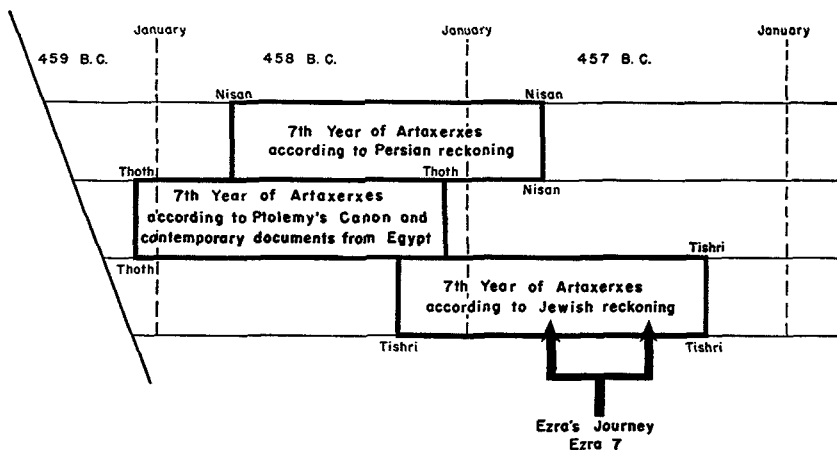 January
January
January
459 B.C.
458 B.C.
457 B.C.
Nisan
Nisan
7th Year of Artaxerxes
according to Persian reckoning
Thoth
Thoth
Nisan
7th Year of Artaxerxes
according to Ptolemy's Canon and
contemporary documents from Egypt
Thoth
Tishri
7th Year of Artaxerxes
according to Jewish reckoning
Tishri
Tishri
Ezra's Journey
Ezra 7